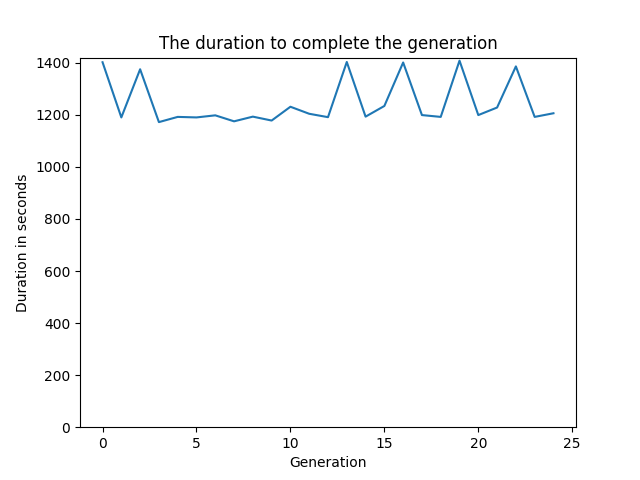 The duration to complete the generation
1400
1200
1000
800
600
400
200
0
Duration in seconds
0 5 10 15 20 25
Generation